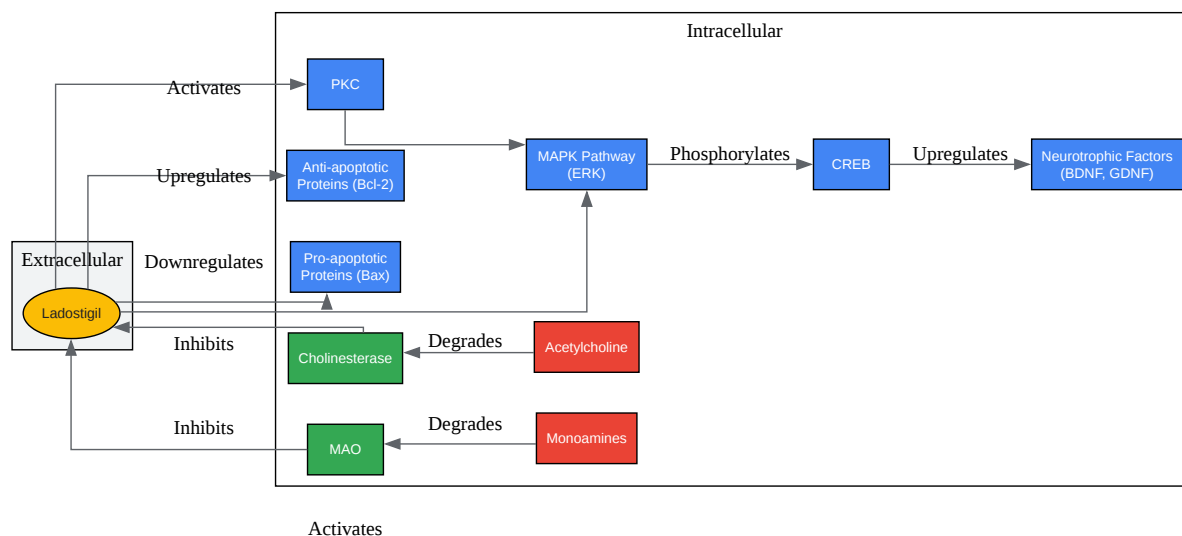 Intracellular
PKC
Activates
Anti-apoptotic
Proteins (Bcl-2)
Upregulates
MAPK Pathway
(ERK)
Phosphorylates
CREB
Upregulates
Neurotrophic Factors
(BDNF, GDNF)
Extracellular
Downregulates
Pro-apoptotic
Proteins (Bax)
Ladostigil
Inhibits
Cholinesterase
Degrades
Acetylcholine
Inhibits
MAO
Degrades
Monoamines
Activates